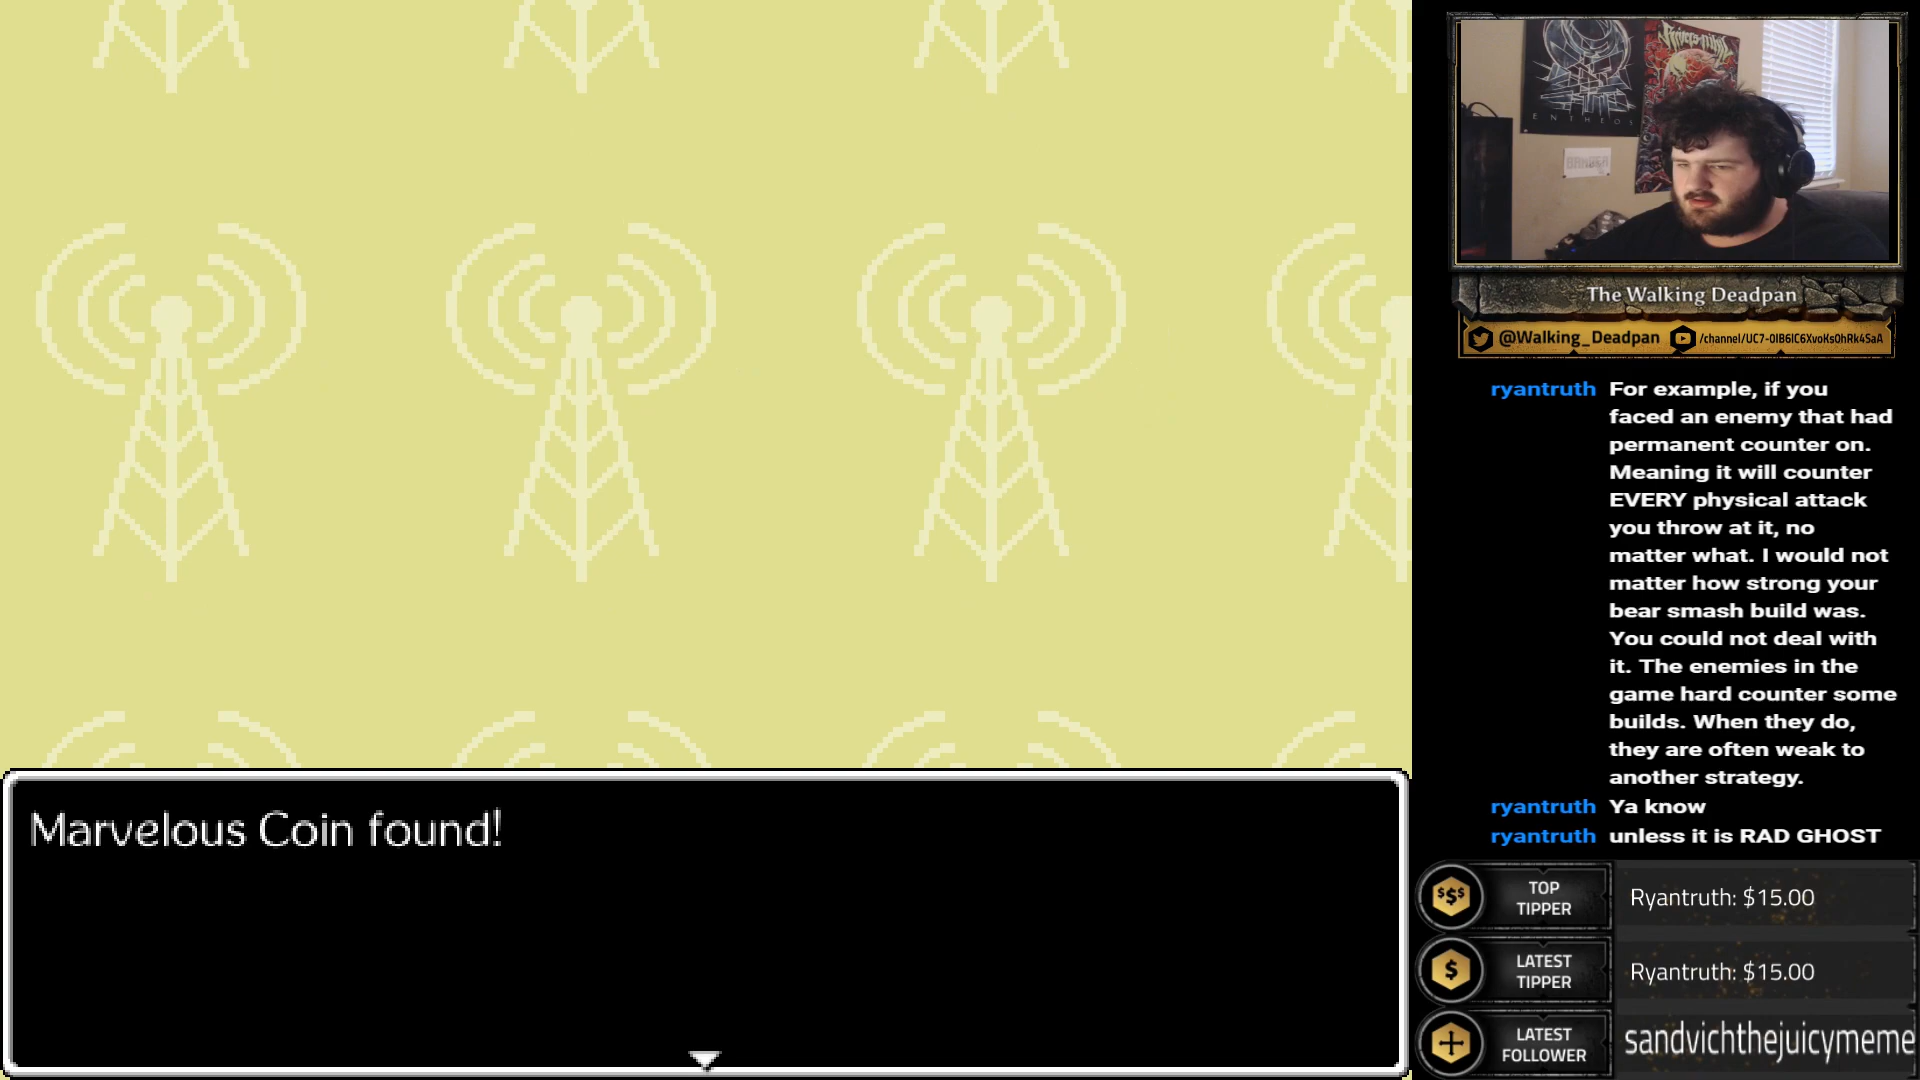 ENTHEOS
The Walking Deadpan
@Walking_Deadpan /channel/UC7-0IB6IC6XvoKs0hRk4SaA
ryantruth For example, if you
faced an enemy that had
permanent counter on.
Meaning it will counter
EVERY physical attack
you throw at it, no
matter what. I would not
matter how strong your
bear smash build was.
You could not deal with
it. The enemies in the
game hard counter some
builds. When they do,
they are often weak to
another strategy.
ryantruth Ya know
ryantruth unless it is RAD GHOST
Marvelous Coin found!
$$$ TOP
TIPPER
Ryantruth: $15.00
$ LATEST
TIPPER
Ryantruth: $15.00
LATEST
FOLLOWER
sandvichthejuicymeme